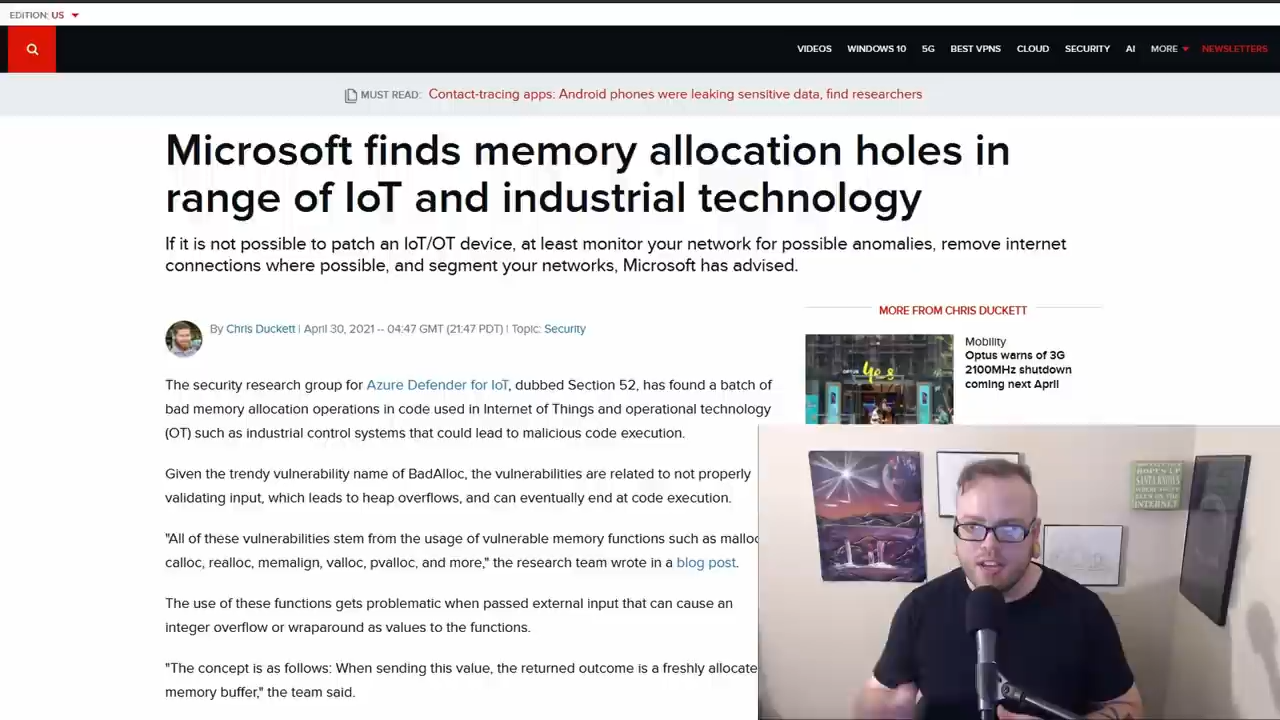 EDITION: US
VIDEOS WINDOWS 10 5G BEST VPNS CLOUD SECURITY AI MORE NEWSLETTERS
MUST READ: Contact-tracing apps: Android phones were leaking sensitive data, find researchers
Microsoft finds memory allocation holes in
range of IoT and industrial technology
If it is not possible to patch an IoT/OT device, at least monitor your network for possible anomalies, remove internet
connections where possible, and segment your networks, Microsoft has advised.
By Chris Duckett | April 30, 2021 -- 04:47 GMT (21:47 PDT) | Topic: Security
The security research group for Azure Defender for IoT, dubbed Section 52, has found a batch of
bad memory allocation operations in code used in Internet of Things and operational technology
(OT) such as industrial control systems that could lead to malicious code execution.
Given the trendy vulnerability name of BadAlloc, the vulnerabilities are related to not properly
validating input, which leads to heap overflows, and can eventually end at code execution.
"All of these vulnerabilities stem from the usage of vulnerable memory functions such as malloc
calloc, realloc, memalign, valloc, pvalloc, and more," the research team wrote in a blog post.
The use of these functions gets problematic when passed external input that can cause an
integer overflow or wraparound as values to the functions.
"The concept is as follows: When sending this value, the returned outcome is a freshly allocate
memory buffer," the team said.
MORE FROM CHRIS DUCKETT
yes
Mobility
Optus warns of 3G
2100MHz shutdown
coming next April
SANTA KNOWS
INTERNET